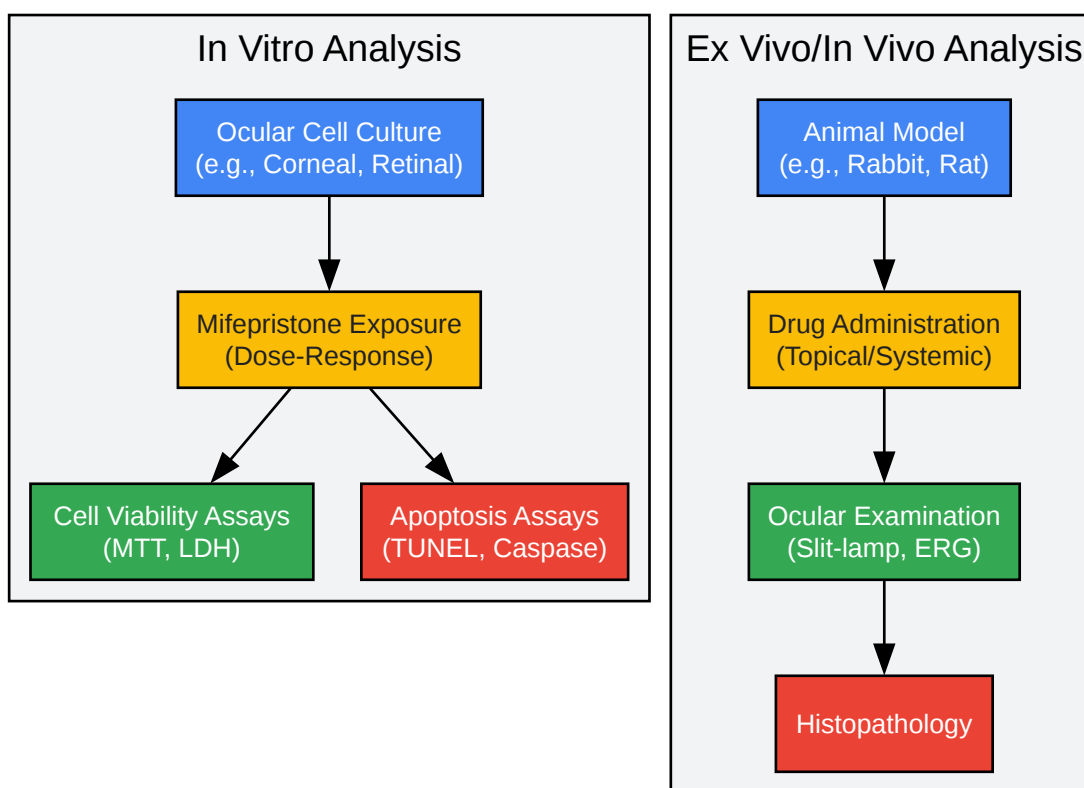 In Vitro Analysis
Ocular Cell Culture
(e.g., Corneal, Retinal)
Mifepristone Exposure
(Dose-Response)
Cell Viability Assays
(MTT, LDH)
Apoptosis Assays
(TUNEL, Caspase)
Ex Vivo/In Vivo Analysis
Animal Model
(e.g., Rabbit, Rat)
Drug Administration
(Topical/Systemic)
Ocular Examination
(Slit-lamp, ERG)
Histopathology